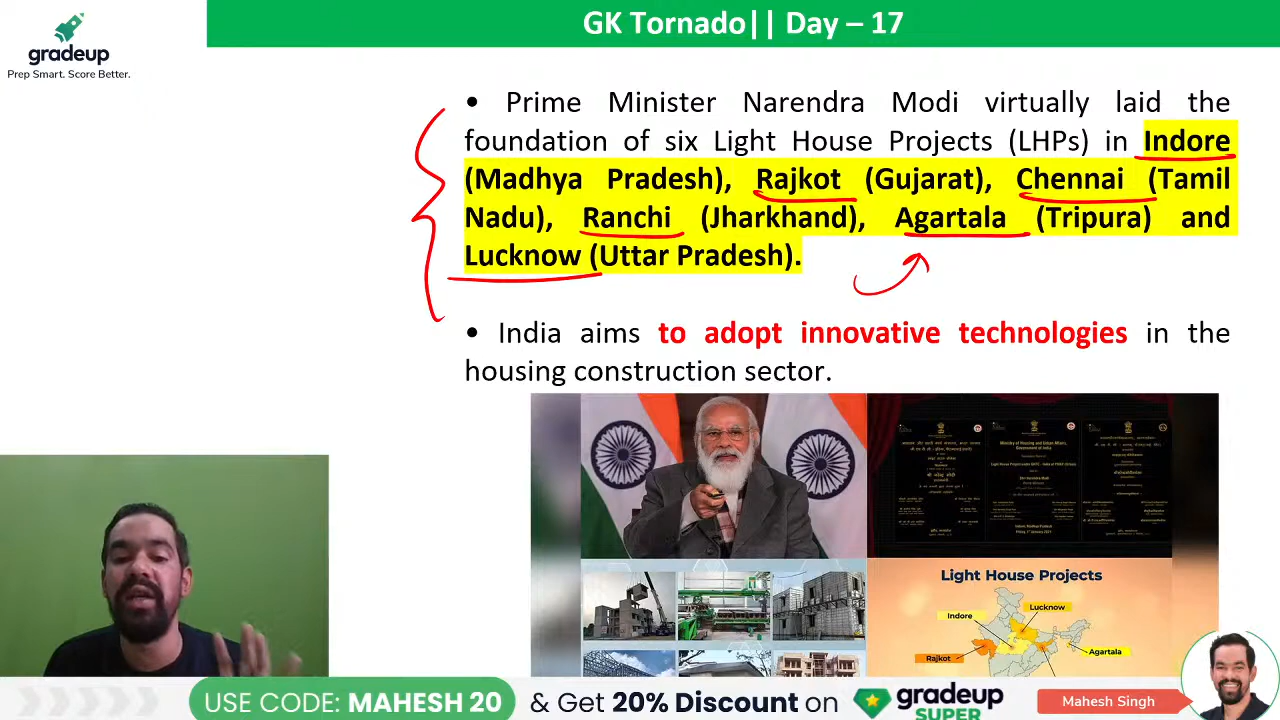 GK Tornado|| Day – 17
gradeup
Prep Smart. Score Better.
• Prime Minister Narendra Modi virtually laid the
foundation of six Light House Projects (LHPs) in Indore
(Madhya Pradesh), Rajkot (Gujarat), Chennai (Tamil
Nadu), Ranchi (Jharkhand), Agartala (Tripura) and
Lucknow (Uttar Pradesh).
• India aims to adopt innovative technologies in the
housing construction sector.
Light House Projects
Lucknow
Indore
Agartala
Rajkot
USE CODE: MAHESH 20 & Get 20% Discount on gradeup
SUPER
Mahesh Singh